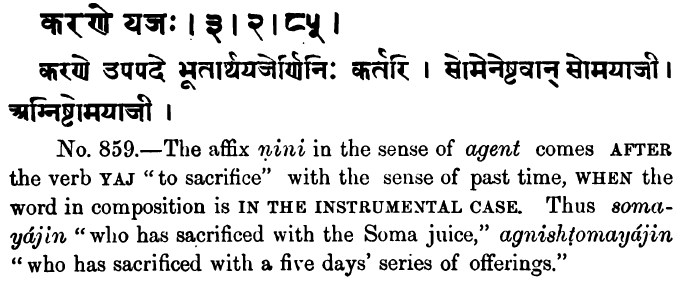 करणे यजः । ३ । २ । ८५ ।
करणे उपपदे भूतार्थयजेर्णिनिः कर्तरि । सोमेनेष्टवान् सोमयाजी ।
अग्निष्टोमयाजी ।
No. 859.—The affix ṇini in the sense of agent comes AFTER
the verb YAJ “to sacrifice” with the sense of past time, WHEN the
word in composition is IN THE INSTRUMENTAL CASE. Thus soma-
yájin “who has sacrificed with the Soma juice,” agnishṭomayájin
“who has sacrificed with a five days’ series of offerings.”